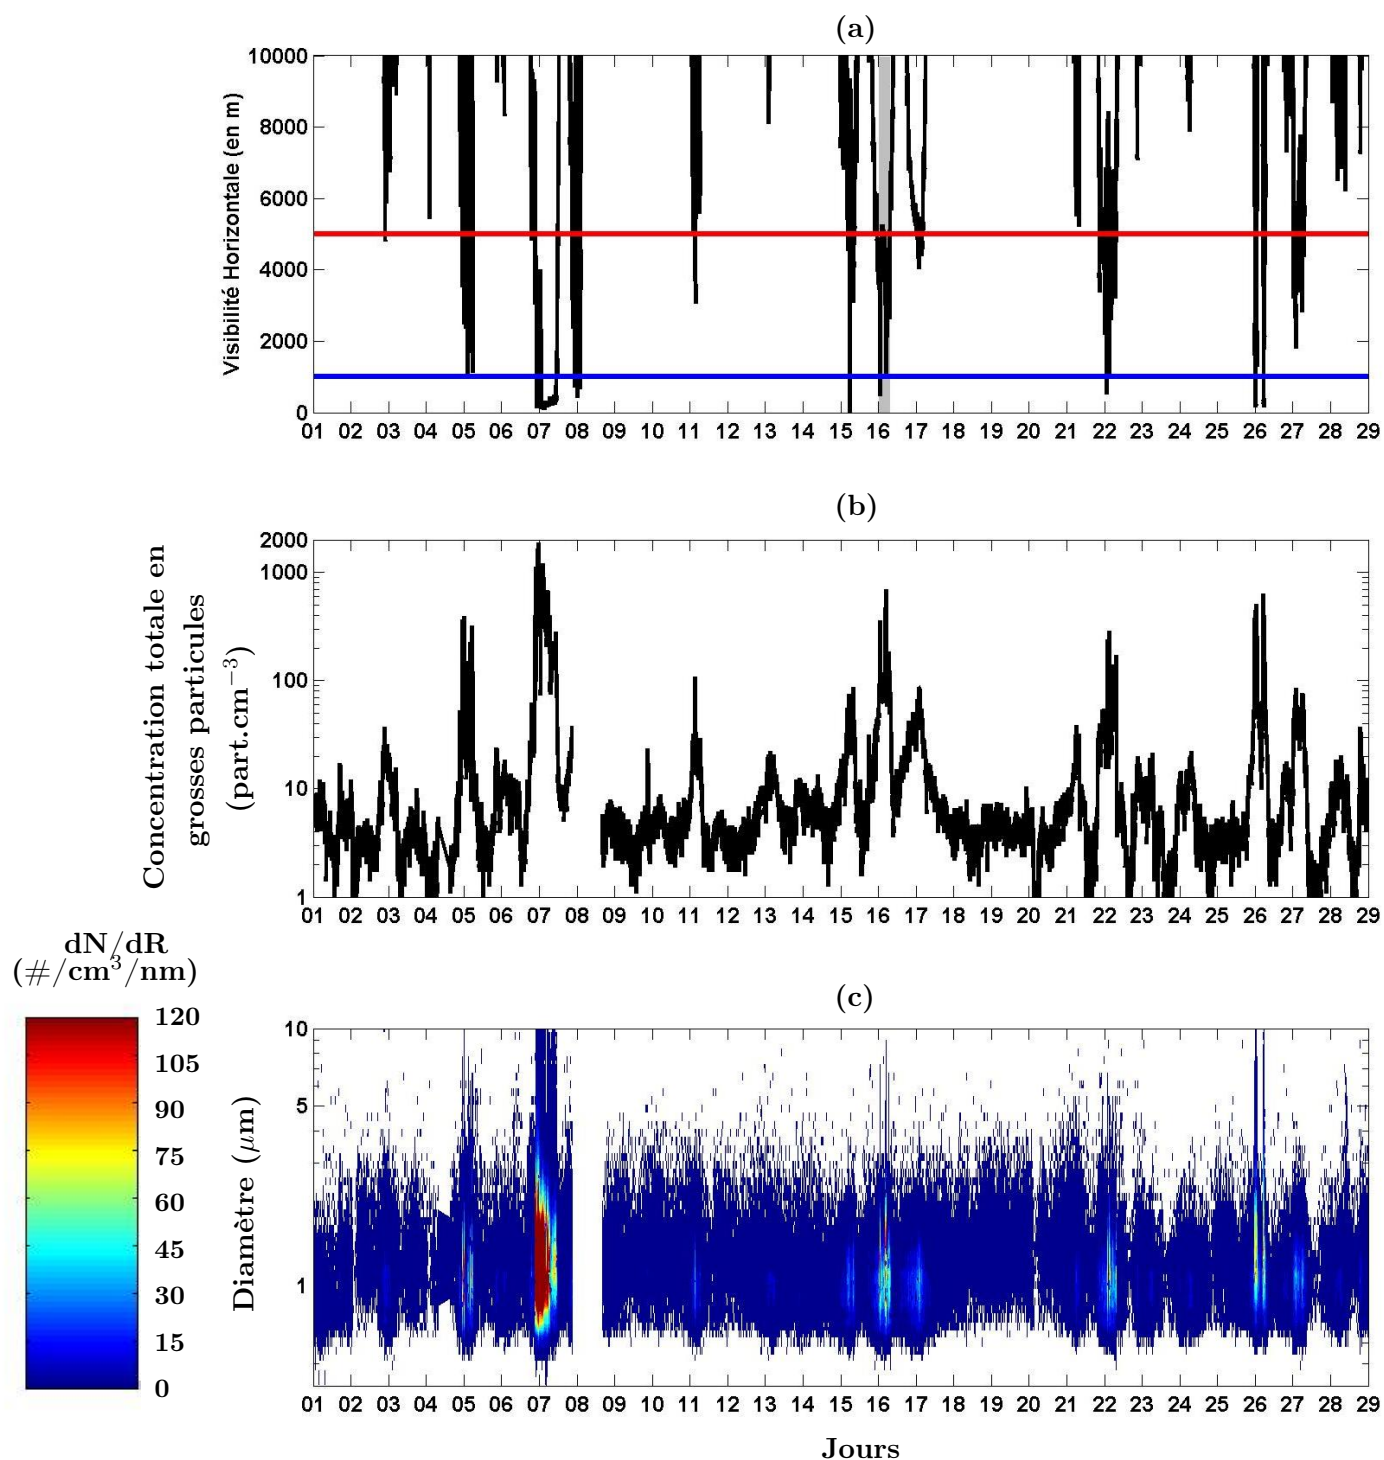 (a)
Visibilité Horizontale (en m)
10000
8000
6000
4000
2000
0
01 02 03 04 05 06 07 08 09 10 11 12 13 14 15 16 17 18 19 20 21 22 23 24 25 26 27 28 29
(b)
Concentration totale en
grosses particules
(part.cm⁻³)
2000
1000
100
10
1
01 02 03 04 05 06 07 08 09 10 11 12 13 14 15 16 17 18 19 20 21 22 23 24 25 26 27 28 29
dN/dR
(#/cm³/nm)
120
105
90
75
60
45
30
15
0
(c)
Diamètre (μm)
10
5
1
01 02 03 04 05 06 07 08 09 10 11 12 13 14 15 16 17 18 19 20 21 22 23 24 25 26 27 28 29
Jours